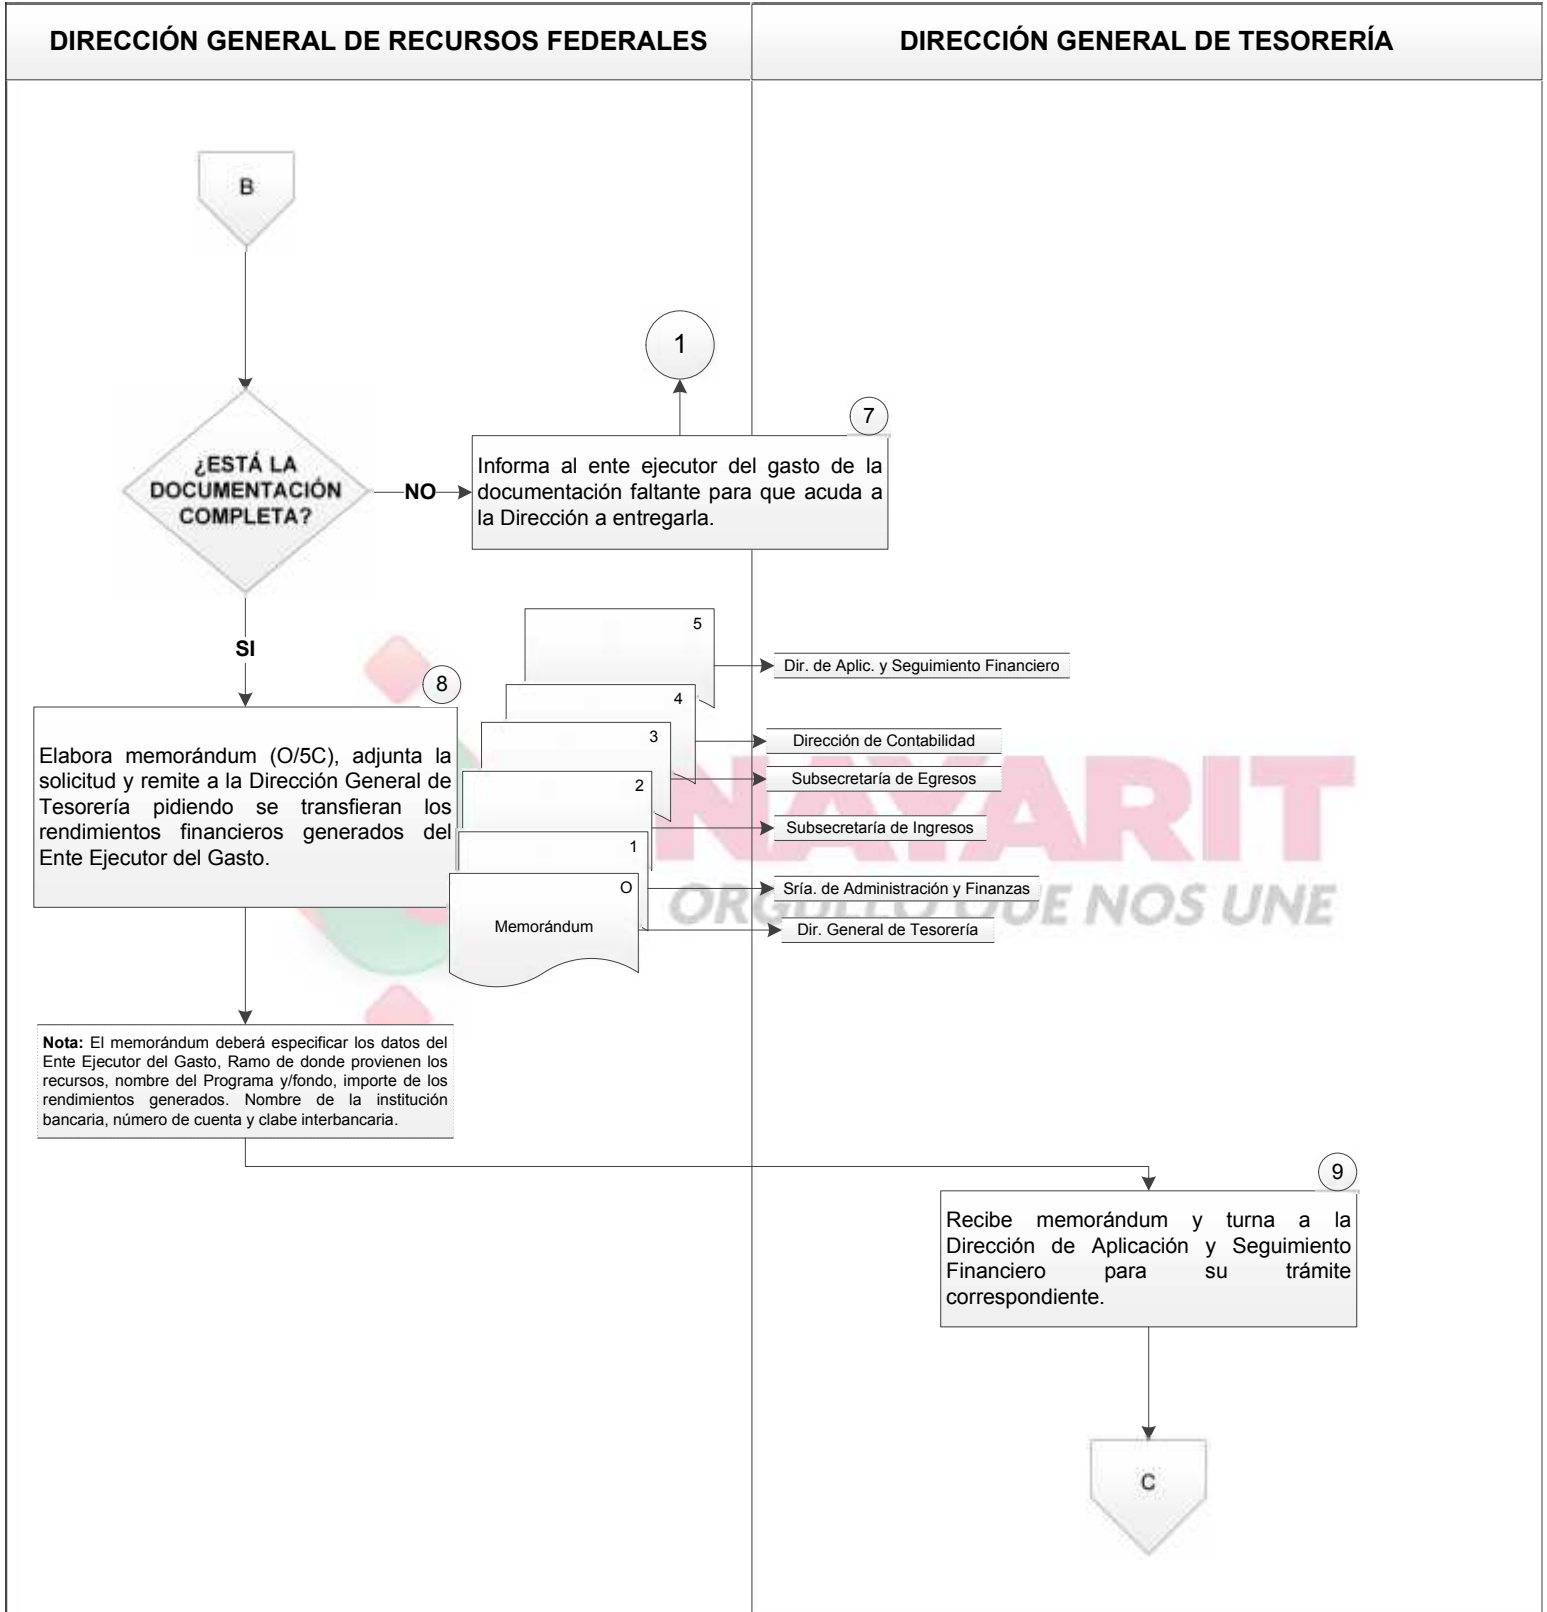 DIRECCIÓN GENERAL DE RECURSOS FEDERALES
DIRECCIÓN GENERAL DE TESORERÍA
B
1
7
¿ESTÁ LA
DOCUMENTACIÓN
COMPLETA?
NO
Informa al ente ejecutor del gasto de la
documentación faltante para que acuda a
la Dirección a entregarla.
SI
8
Elabora memorándum (O/5C), adjunta la
solicitud y remite a la Dirección General de
Tesorería pidiendo se transfieran los
rendimientos financieros generados del
Ente Ejecutor del Gasto.
5
Dir. de Aplic. y Seguimiento Financiero
4
Dirección de Contabilidad
3
Subsecretaría de Egresos
2
Subsecretaría de Ingresos
1
Sría. de Administración y Finanzas
O
Memorándum
Dir. General de Tesorería
NAYARIT
ORGULLO QUE NOS UNE
Nota: El memorándum deberá especificar los datos del
Ente Ejecutor del Gasto, Ramo de donde provienen los
recursos, nombre del Programa y/fondo, importe de los
rendimientos generados. Nombre de la institución
bancaria, número de cuenta y clabe interbancaria.
9
Recibe memorándum y turna a la
Dirección de Aplicación y Seguimiento
Financiero para su trámite
correspondiente.
C